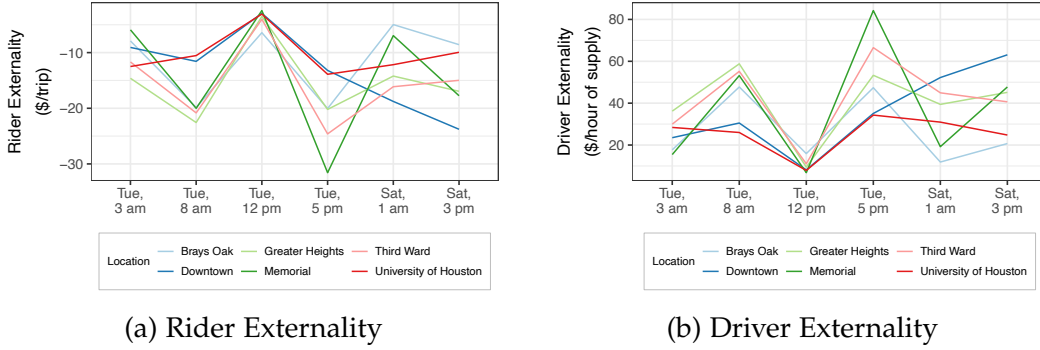 Rider Externality
($/trip)
−10
−20
−30
Tue, 3 am
Tue, 8 am
Tue, 12 pm
Tue, 5 pm
Sat, 1 am
Sat, 3 pm
Location
Brays Oak
Greater Heights
Third Ward
Downtown
Memorial
University of Houston
(a) Rider Externality
Driver Externality
($/hour of supply)
80
60
40
20
Tue, 3 am
Tue, 8 am
Tue, 12 pm
Tue, 5 pm
Sat, 1 am
Sat, 3 pm
Location
Brays Oak
Greater Heights
Third Ward
Downtown
Memorial
University of Houston
(b) Driver Externality